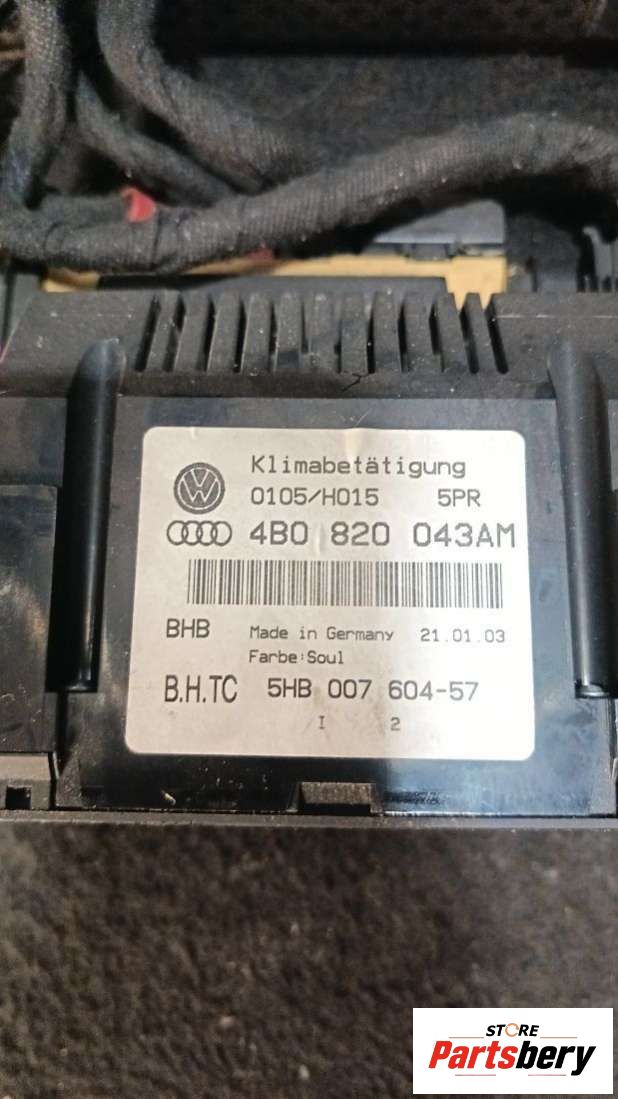 Klimabetätigung
0105/H015 5PR
4B0 820 043AM
BHB Made in Germany 21.01.03
Farbe:Soul
B.H.TC 5HB 007 604-57
I 2
STORE
Partsbery